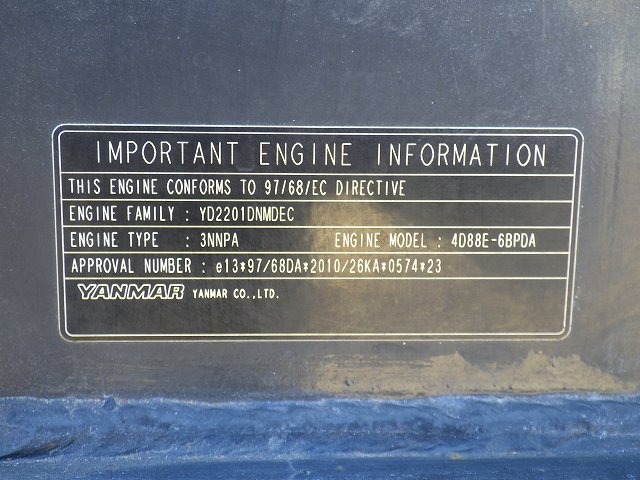 IMPORTANT ENGINE INFORMATION
THIS ENGINE CONFORMS TO 97/68/EC DIRECTIVE
ENGINE FAMILY : YD2201DNMDEC
ENGINE TYPE : 3NNPA ENGINE MODEL : 4D88E-6BPDA
APPROVAL NUMBER : e13*97/68DA*2010/26KA*0574*23
YANMAR YANMAR CO.,LTD.